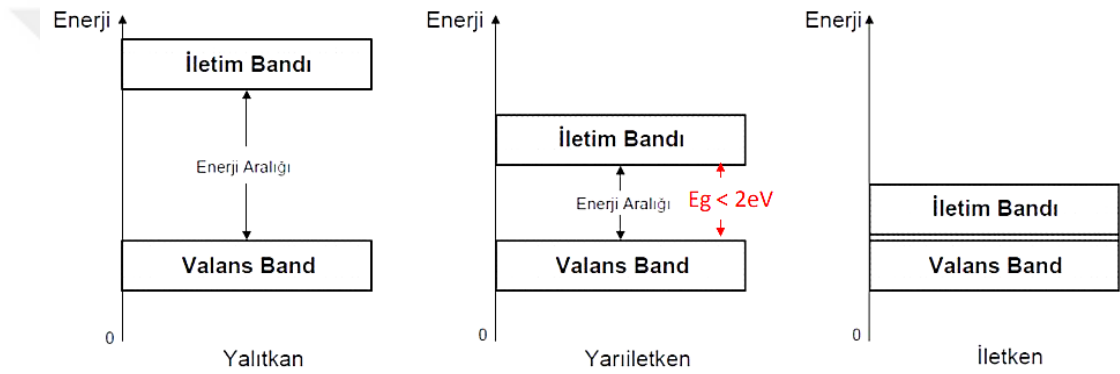 Enerji
İletim Bandı
Enerji Aralığı
Valans Band
0
Yalıtkan
Enerji
İletim Bandı
Enerji Aralığı
Eg < 2eV
Valans Band
0
Yarıiletken
Enerji
İletim Bandı
Valans Band
0
İletken